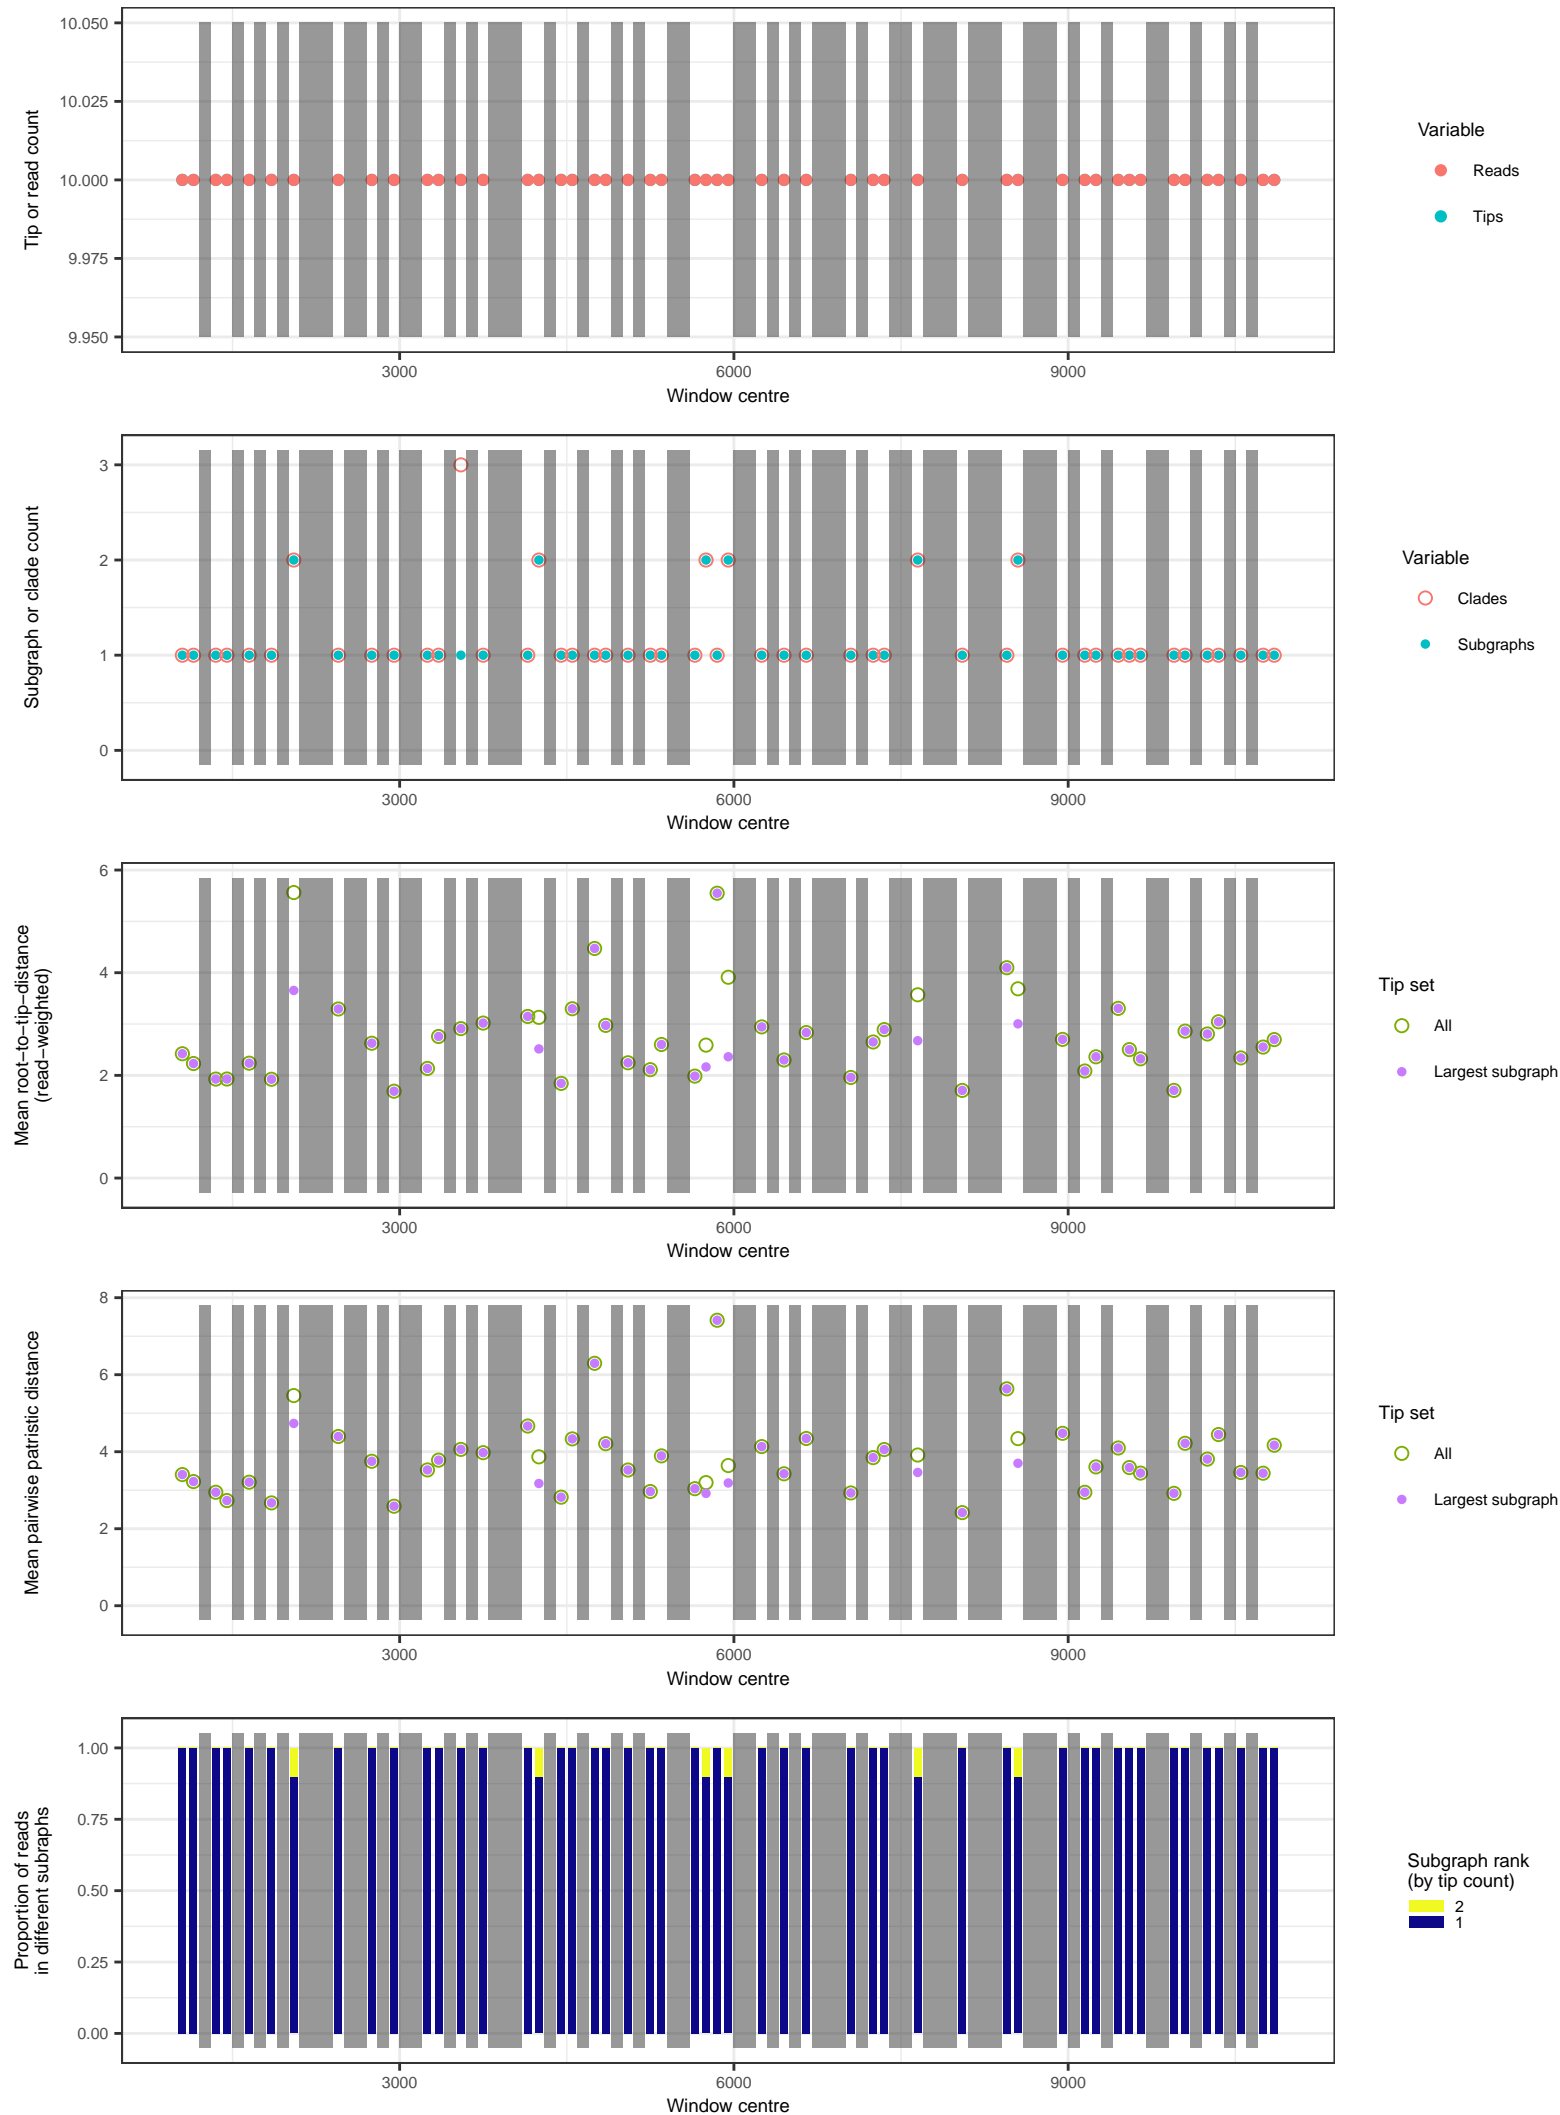 10.050
10.025
10.000
9.975
9.950
Tip or read count
3000
6000
9000
Window centre
Variable
Reads
Tips
3
2
1
0
Subgraph or clade count
3000
6000
9000
Window centre
Variable
Clades
Subgraphs
6
4
2
0
Mean root−to−tip−distance
(read−weighted)
3000
6000
9000
Window centre
Tip set
All
Largest subgraph
8
6
4
2
0
Mean pairwise patristic distance
3000
6000
9000
Window centre
Tip set
All
Largest subgraph
1.00
0.75
0.50
0.25
0.00
Proportion of reads
in different subraphs
3000
6000
9000
Window centre
Subgraph rank
(by tip count)
2
1